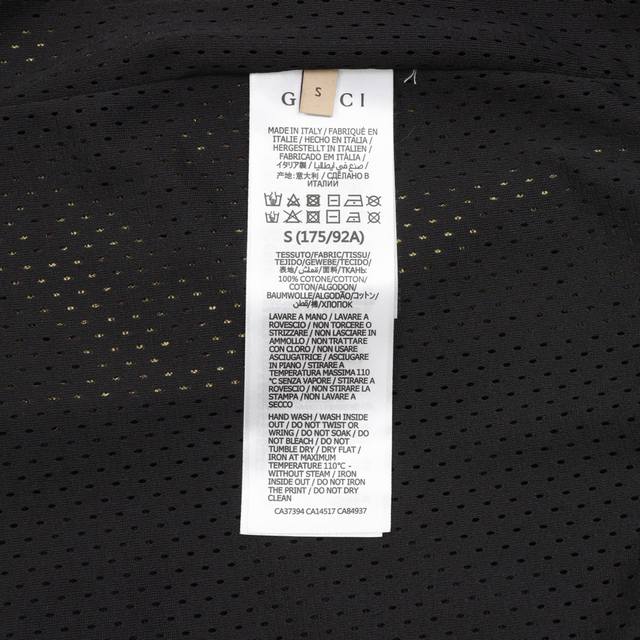 S
G CI
MADE IN ITALY / FABRIQUÉ EN
ITALIE / HECHO EN ITALIA /
HERGESTELLT IN ITALIEN /
FABRICADO EM ITÁLIA /
イタリア製 / صنع في إيطاليا /
产地: 意大利 / СДЕЛАНО В
ИТАЛИИ
S (175/92A)
TESSUTO/FABRIC/TISSU/
TEJIDO/GEWEBE/TECIDO/
表地/قماش/面料/ТКАНЬ:
100% COTONE/COTTON/
COTON/ALGODON/
BAUMWOLLE/ALGODÃO/コットン/
قطن/棉/ХЛОПОК
LAVARE A MANO / LAVARE A
ROVESCIO / NON TORCERE O
STRIZZARE / NON LASCIARE IN
AMMOLLO / NON TRATTARE
CON CLORO / NON USARE
ASCIUGATRICE / ASCIUGARE
IN PIANO / STIRARE A
TEMPERATURA MASSIMA 110
°C SENZA VAPORE / STIRARE A
ROVESCIO / NON STIRARE LA
STAMPA /NON LAVARE A
SECCO
HAND WASH / WASH INSIDE
OUT / DO NOT TWIST OR
WRING / DO NOT SOAK / DO
NOT BLEACH / DO NOT
TUMBLE DRY / DRY FLAT /
IRON AT MAXIMUM
TEMPERATURE 110°C -
WITHOUT STEAM / IRON
INSIDE OUT / DO NOT IRON
THE PRINT / DO NOT DRY
CLEAN
CA37394 CA14517 CA84937